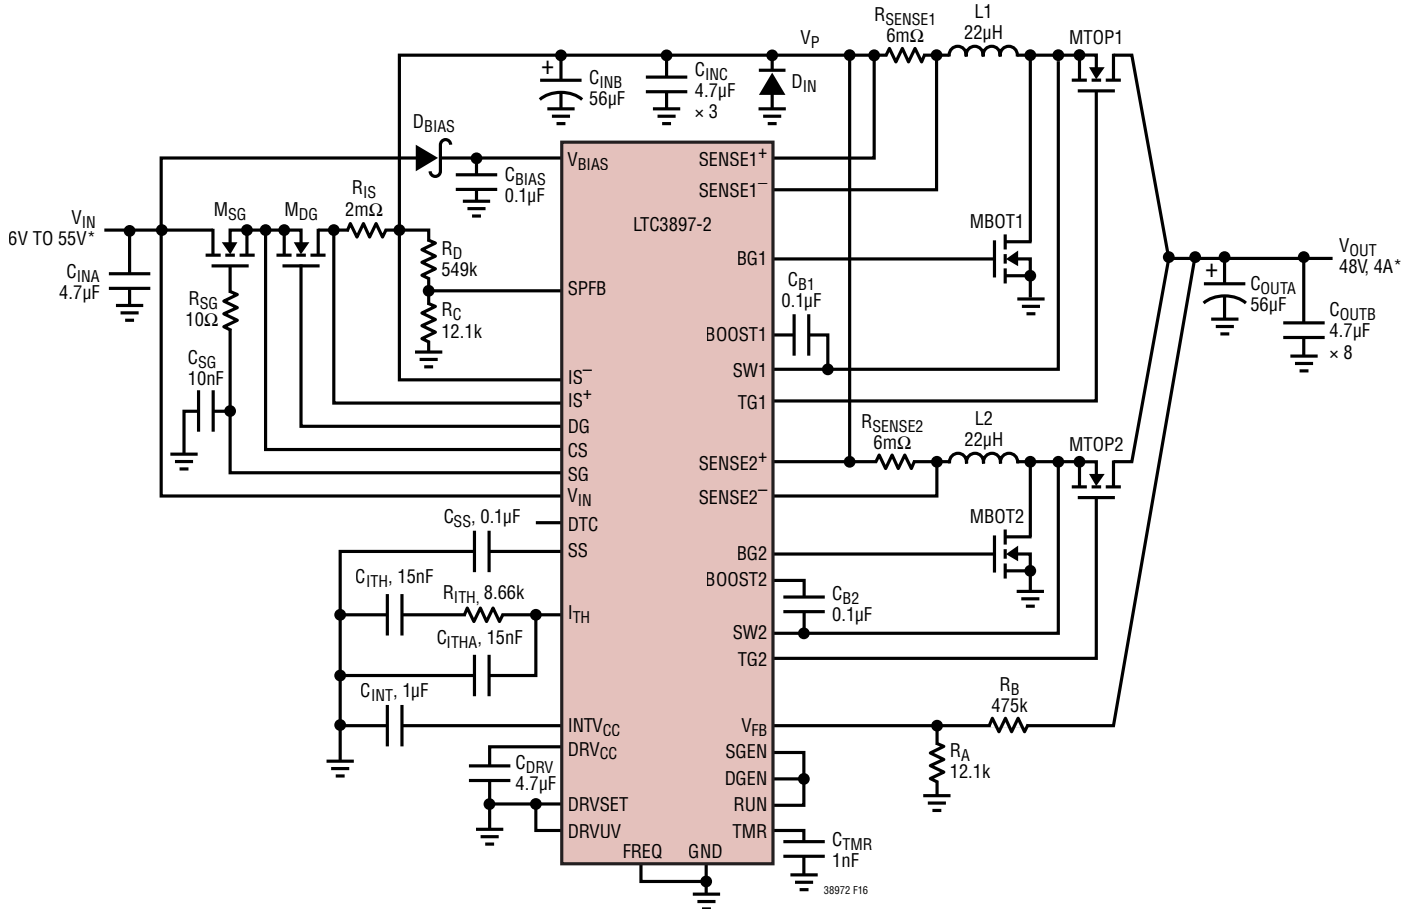 RSENSE1
6mΩ
L1
22µH
MTOP1
VP
CINB
56µF
+
CINC
4.7µF
× 3
DIN
DBIAS
CBIAS
0.1µF
VBIAS
SENSE1+
SENSE1–
LTC3897-2
VIN
6V TO 55V*
MSG
MDG
RIS
2mΩ
CINA
4.7µF
RD
549k
RC
12.1k
RSG
10Ω
CSG
10nF
SPFB
IS–
IS+
DG
CS
SG
VIN
DTC
SS
ITH
INTVCC
DRVCC
DRVSET
DRVUV
FREQ
GND
BG1
BOOST1
SW1
TG1
SENSE2+
SENSE2–
BG2
BOOST2
SW2
TG2
VFB
SGEN
DGEN
RUN
TMR
MBOT1
CB1
0.1µF
VOUT
48V, 4A*
+
COUTA
56µF
COUTB
4.7µF
× 8
RSENSE2
6mΩ
L2
22µH
MTOP2
MBOT2
CB2
0.1µF
CSS, 0.1µF
CITH, 15nF
RITH, 8.66k
CITHA, 15nF
CINT, 1µF
CDRV
4.7µF
RB
475k
RA
12.1k
CTMR
1nF
38972 F16